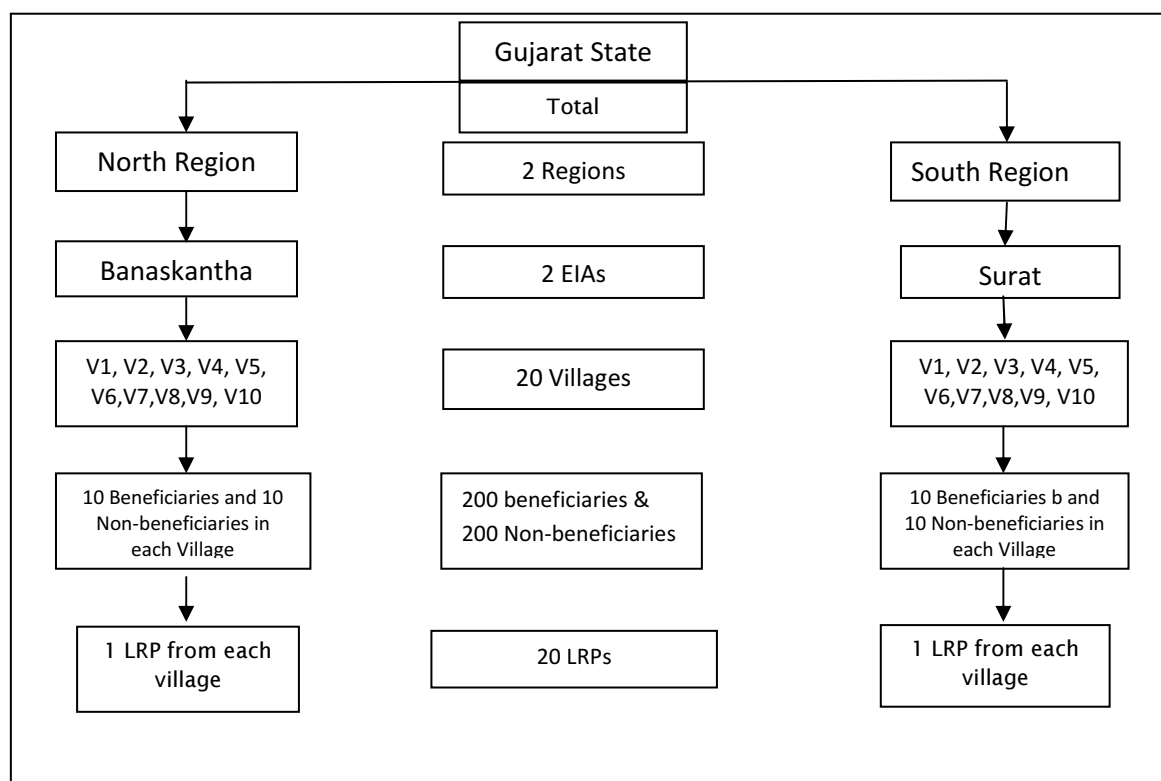 Gujarat State
Total
North Region
2 Regions
South Region
Banaskantha
2 EIAs
Surat
V1, V2, V3, V4, V5,
V6,V7,V8,V9, V10
20 Villages
V1, V2, V3, V4, V5,
V6,V7,V8,V9, V10
10 Beneficiaries and 10
Non-beneficiaries in
each Village
200 beneficiaries &
200 Non-beneficiaries
10 Beneficiaries b and
10 Non-beneficiaries in
each Village
1 LRP from each
village
20 LRPs
1 LRP from each
village